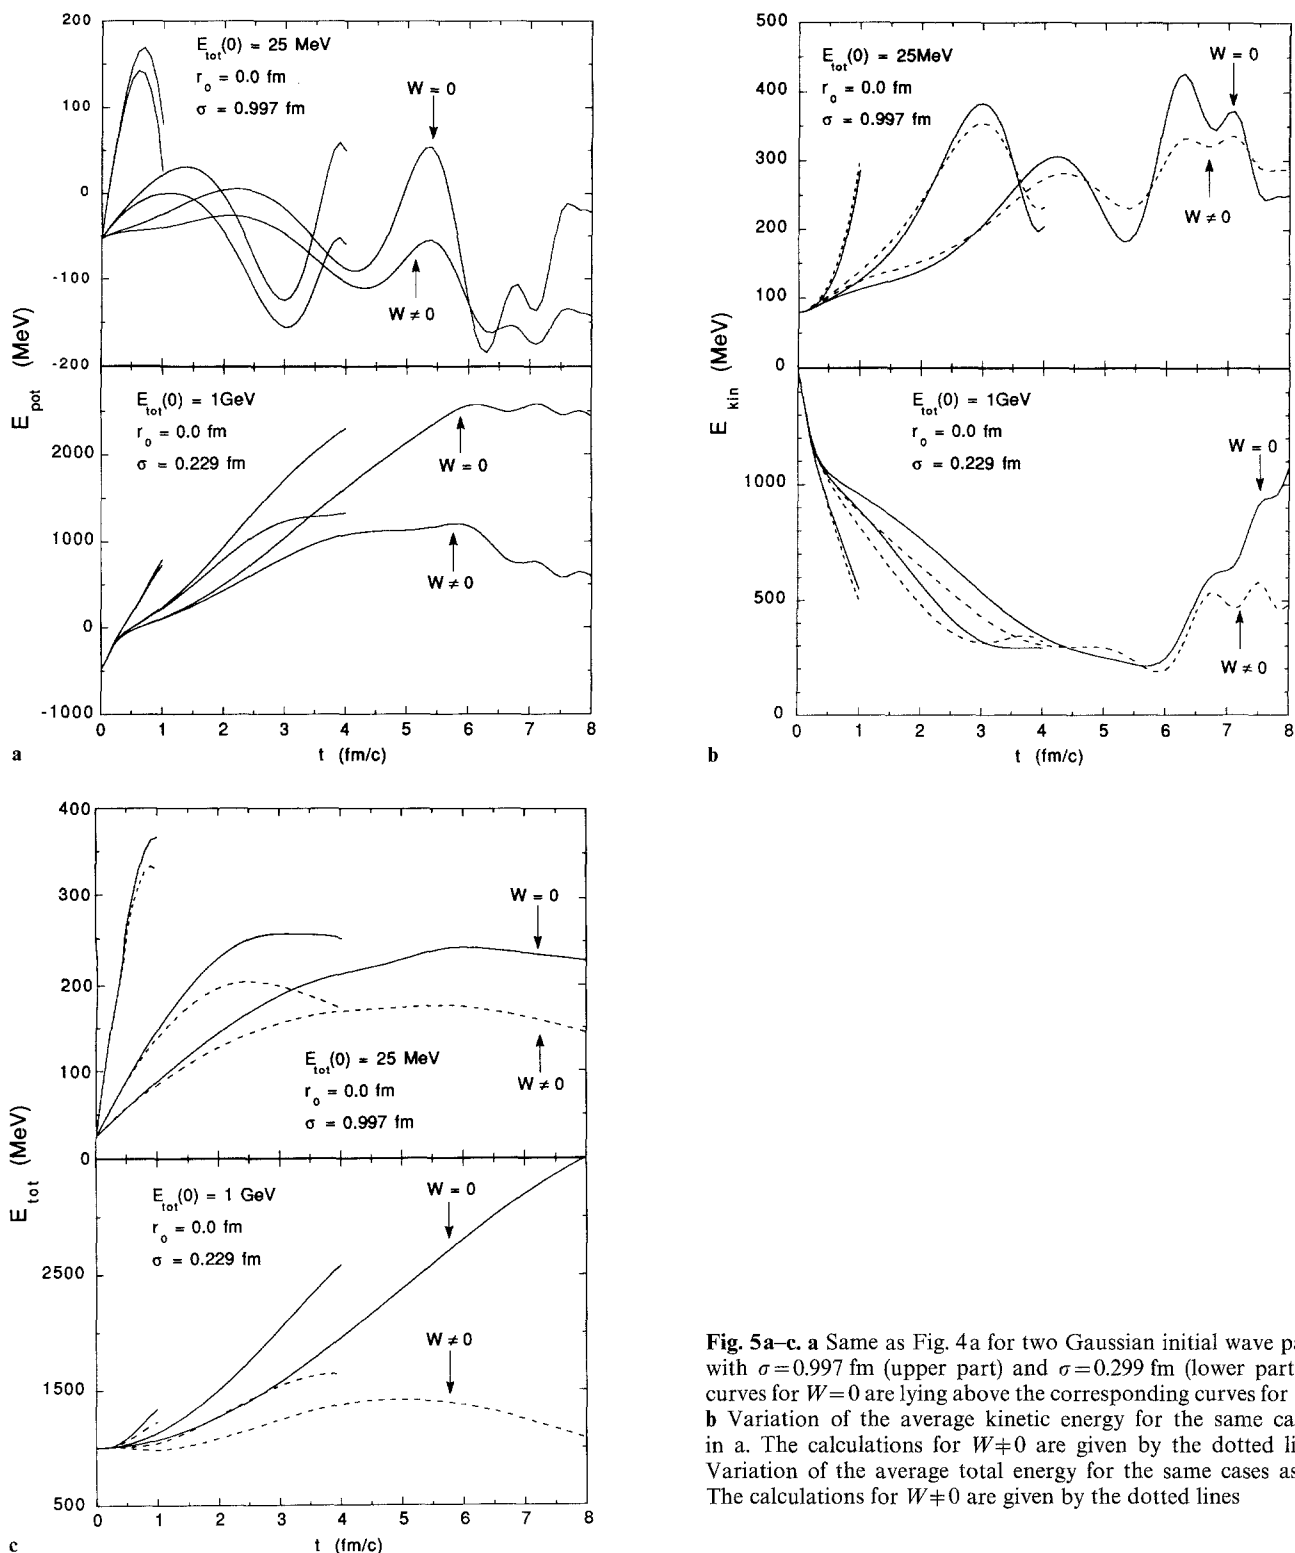 200
100
0
-100
-200
E_tot(0) = 25 MeV
r_o = 0.0 fm
σ = 0.997 fm
W = 0
W ≠ 0
E_pot (MeV)
2000
1000
0
-1000
E_tot(0) = 1GeV
r_o = 0.0 fm
σ = 0.229 fm
W = 0
W ≠ 0
0 1 2 3 4 5 6 7 8
t (fm/c)
a
500
400
300
200
100
0
E_tot(0) = 25MeV
r_o = 0.0 fm
σ = 0.997 fm
W = 0
W ≠ 0
E_kin (MeV)
1000
500
0
E_tot(0) = 1GeV
r_o = 0.0 fm
σ = 0.229 fm
W = 0
W ≠ 0
0 1 2 3 4 5 6 7 8
t (fm/c)
b
400
300
200
100
0
W = 0
W ≠ 0
E_tot(0) = 25 MeV
r_o = 0.0 fm
σ = 0.997 fm
E_tot (MeV)
2500
1500
500
E_tot(0) = 1 GeV
r_o = 0.0 fm
σ = 0.229 fm
W = 0
W ≠ 0
0 1 2 3 4 5 6 7 8
t (fm/c)
c
Fig. 5a–c. a Same as Fig. 4a for two Gaussian initial wave pa
with σ=0.997 fm (upper part) and σ=0.299 fm (lower part
curves for W=0 are lying above the corresponding curves for
b Variation of the average kinetic energy for the same ca
in a. The calculations for W≠0 are given by the dotted li
Variation of the average total energy for the same cases as
The calculations for W≠0 are given by the dotted lines